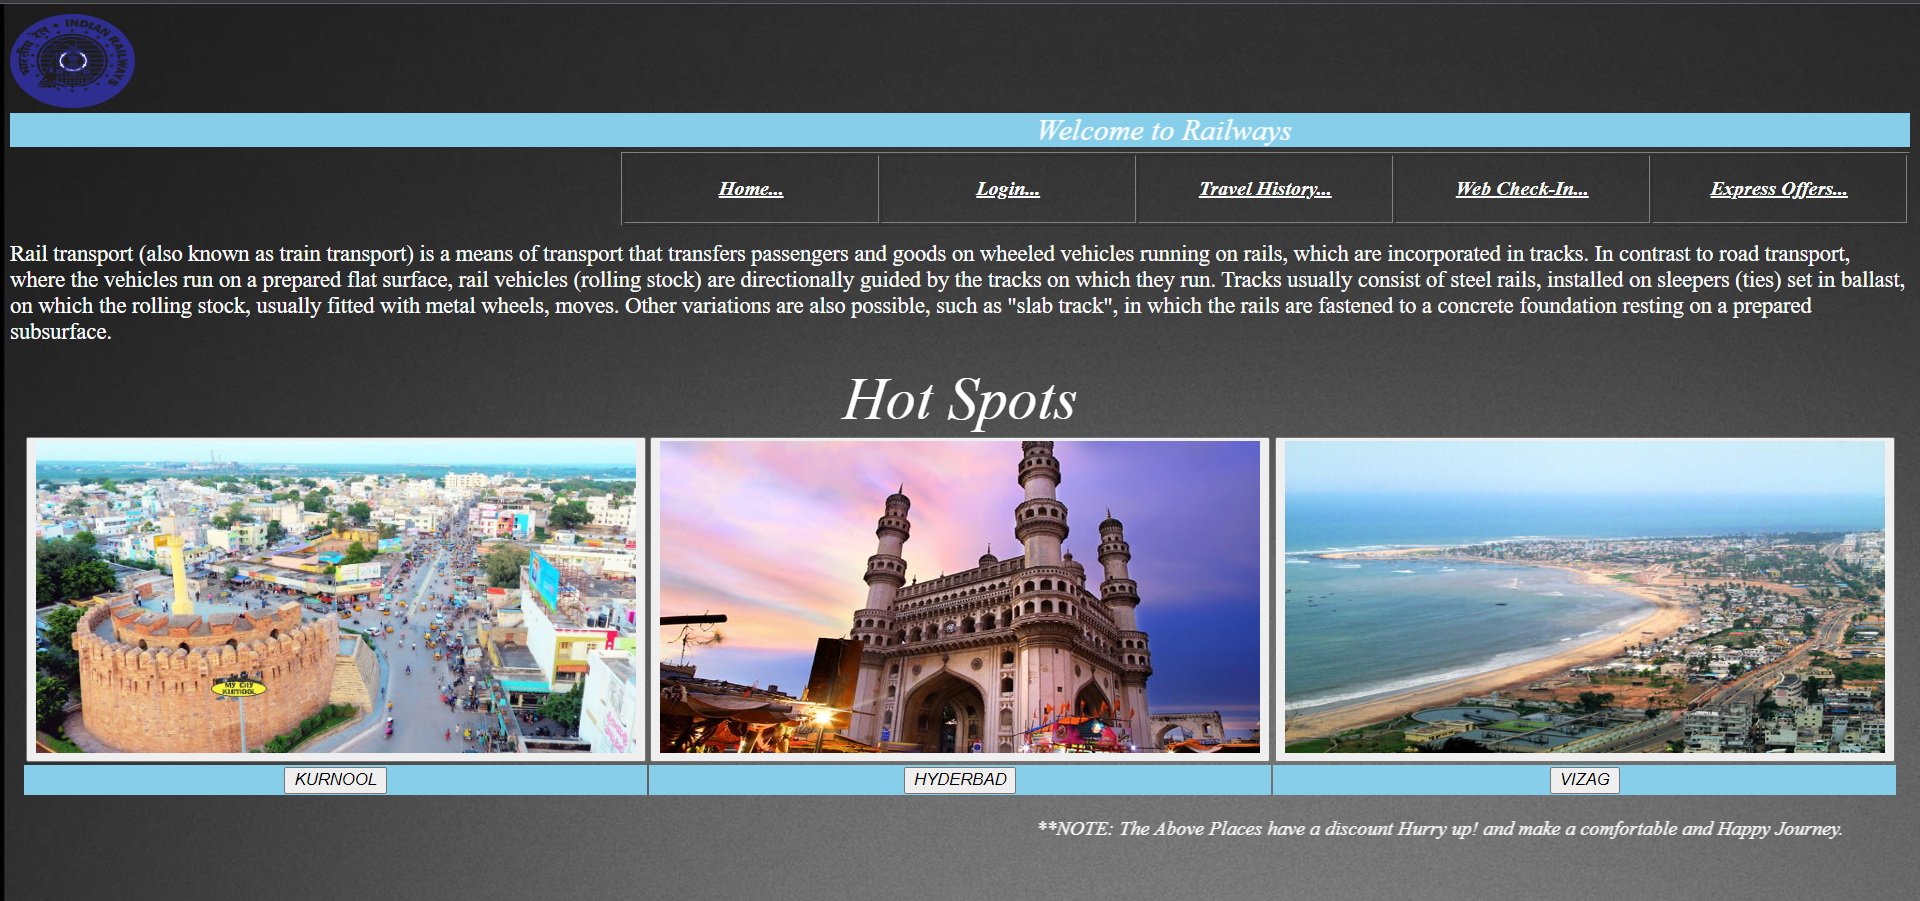 भारतीय रेल • INDIAN RAILWAYS
Welcome to Railways
Home... Login... Travel History... Web Check-In... Express Offers...
Rail transport (also known as train transport) is a means of transport that transfers passengers and goods on wheeled vehicles running on rails, which are incorporated in tracks. In contrast to road transport,
where the vehicles run on a prepared flat surface, rail vehicles (rolling stock) are directionally guided by the tracks on which they run. Tracks usually consist of steel rails, installed on sleepers (ties) set in ballast,
on which the rolling stock, usually fitted with metal wheels, moves. Other variations are also possible, such as "slab track", in which the rails are fastened to a concrete foundation resting on a prepared
subsurface.
Hot Spots
MY CITY
KURNOOL
KURNOOL HYDERBAD VIZAG
**NOTE: The Above Places have a discount Hurry up! and make a comfortable and Happy Journey.